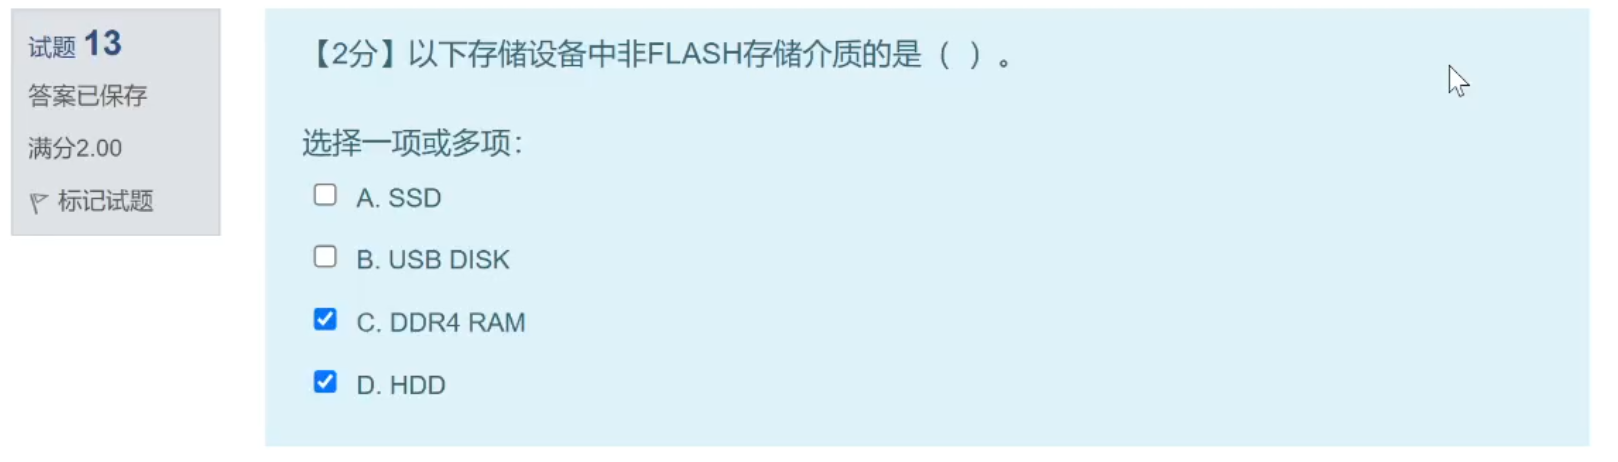 试题 13
答案已保存
满分2.00
标记试题
【2分】以下存储设备中非FLASH存储介质的是（ ）。
选择一项或多项：
A. SSD
B. USB DISK
C. DDR4 RAM
D. HDD